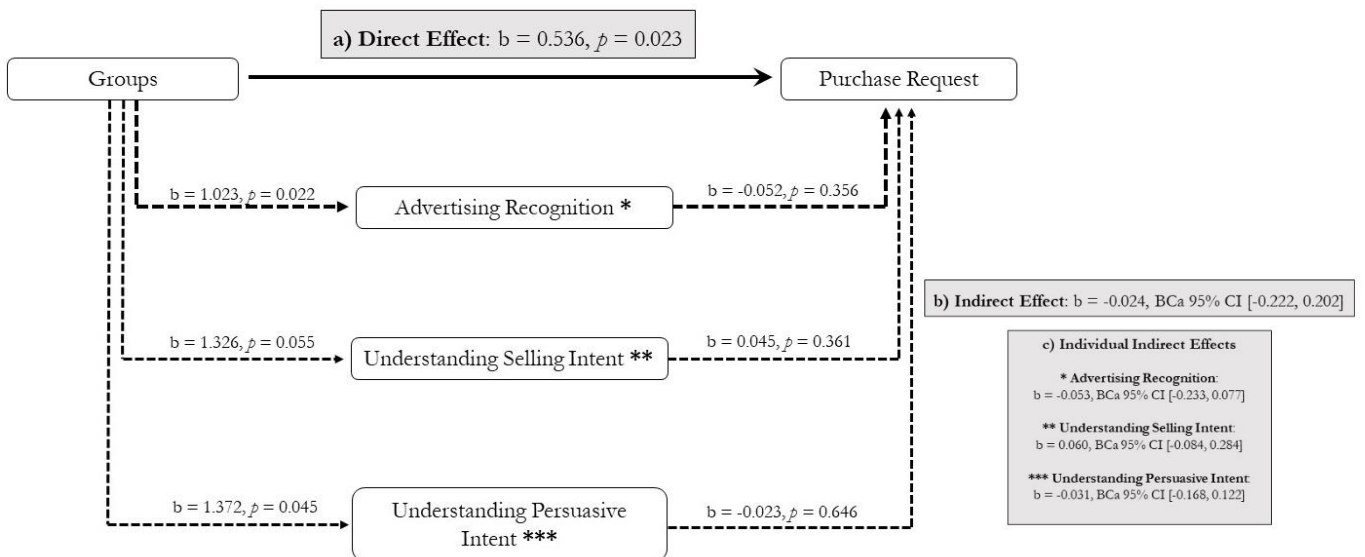 a) Direct Effect: b = 0.536, p = 0.023
Groups
Purchase Request
b = 1.023, p = 0.022
Advertising Recognition *
b = -0.052, p = 0.356
b) Indirect Effect: b = -0.024, BCa 95% CI [-0.222, 0.202]
b = 1.326, p = 0.055
Understanding Selling Intent **
b = 0.045, p = 0.361
c) Individual Indirect Effects
* Advertising Recognition:
b = -0.053, BCa 95% CI [-0.233, 0.077]
** Understanding Selling Intent:
b = 0.060, BCa 95% CI [-0.084, 0.284]
*** Understanding Persuasive Intent:
b = -0.031, BCa 95% CI [-0.168, 0.122]
b = 1.372, p = 0.045
Understanding Persuasive
Intent ***
b = -0.023, p = 0.646